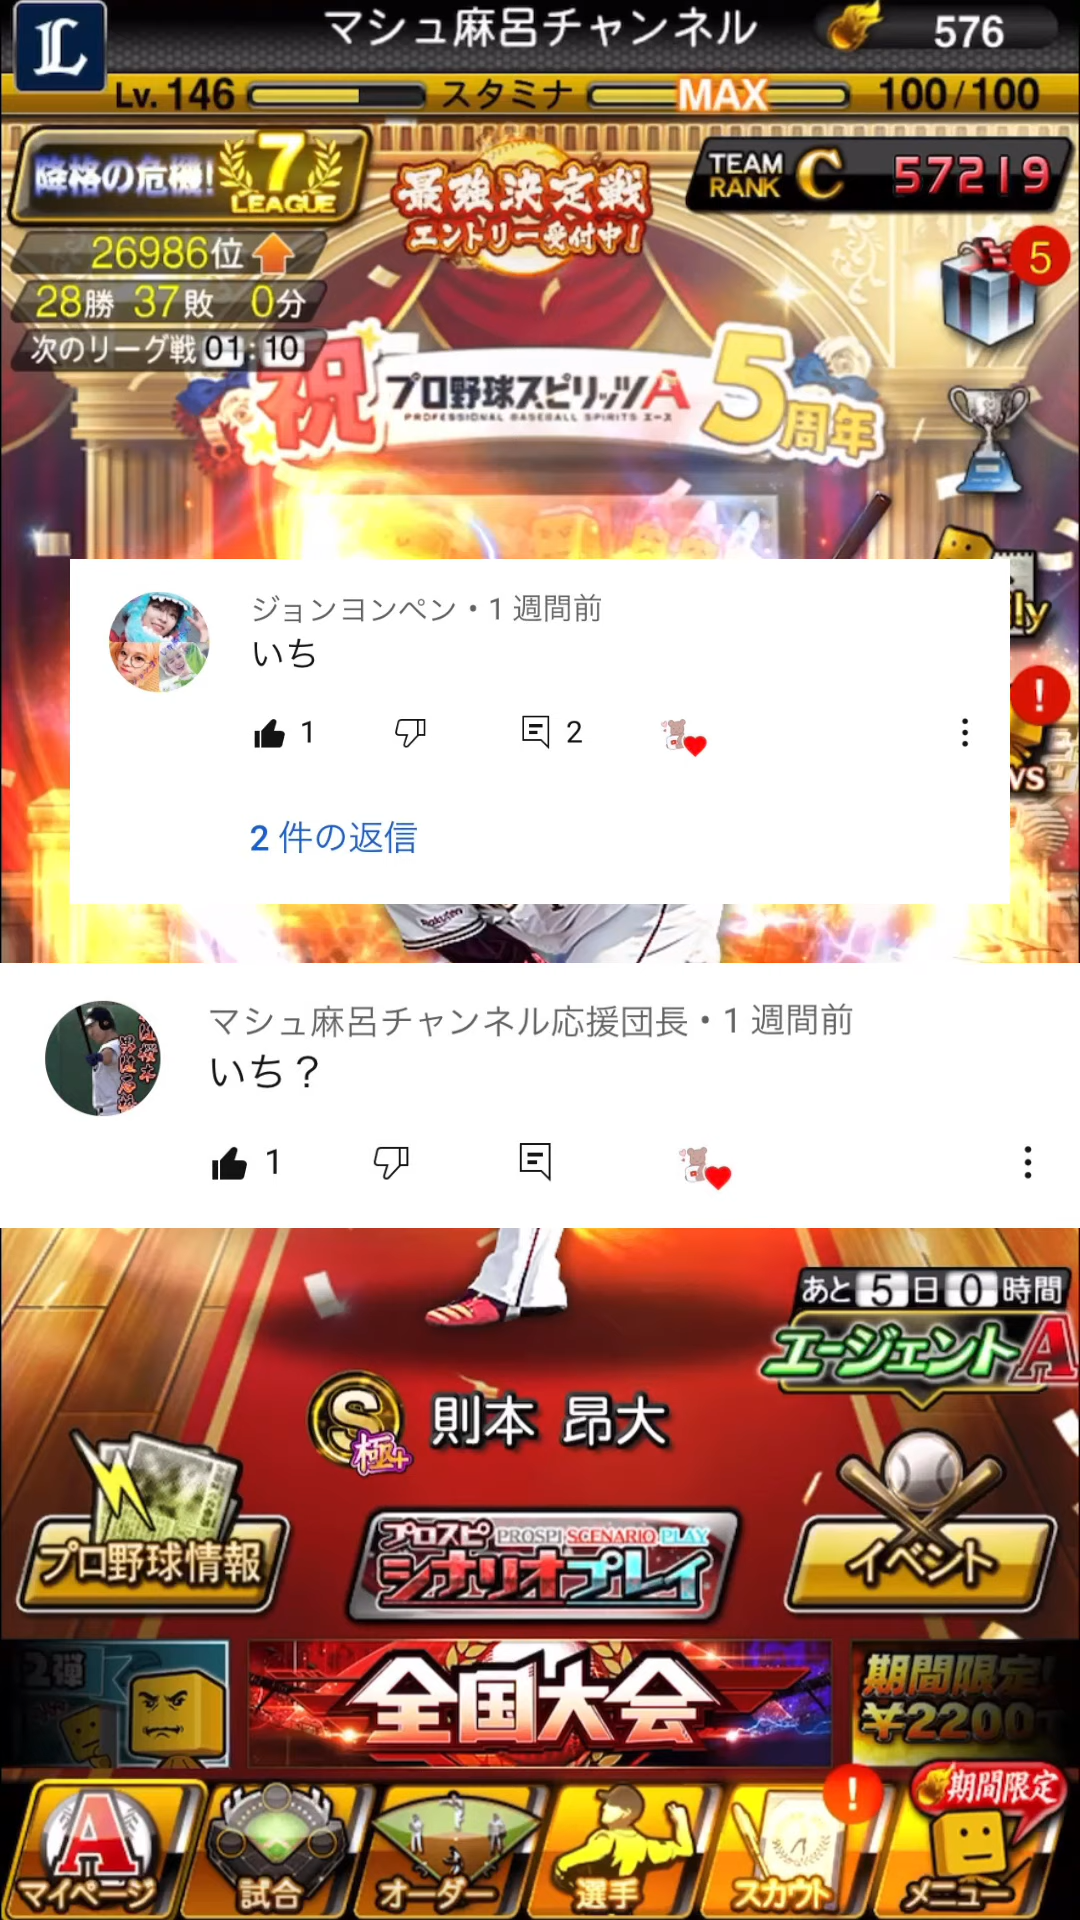 マシュ麻呂チャンネル
576
Lv. 146 スタミナ MAX 100/100
降格の危機! 7 LEAGUE
最強決定戦
エントリー受付中!
TEAM RANK C 57219
26986位
5
28勝 37敗 0分
次のリーグ戦 01:10
祝 プロ野球スピリッツA 5周年
PROFESSIONAL BASEBALL SPIRITS エース
ly
ジョンヨンペン・1 週間前
いち
1 2
!
vs
2 件の返信
Rakuten
マシュ麻呂チャンネル応援団長・1 週間前
いち？
1
あと5日0時間
エージェントA
S極+ 則本 昂大
プロ野球情報
プロスピ PROSPI SCENARIO PLAY
シナリオプレイ
イベント
2弾
全国大会
期間限定!
¥2200
期間限定
!
A
マイページ
試合
オーダー
選手
スカウト
メニュー